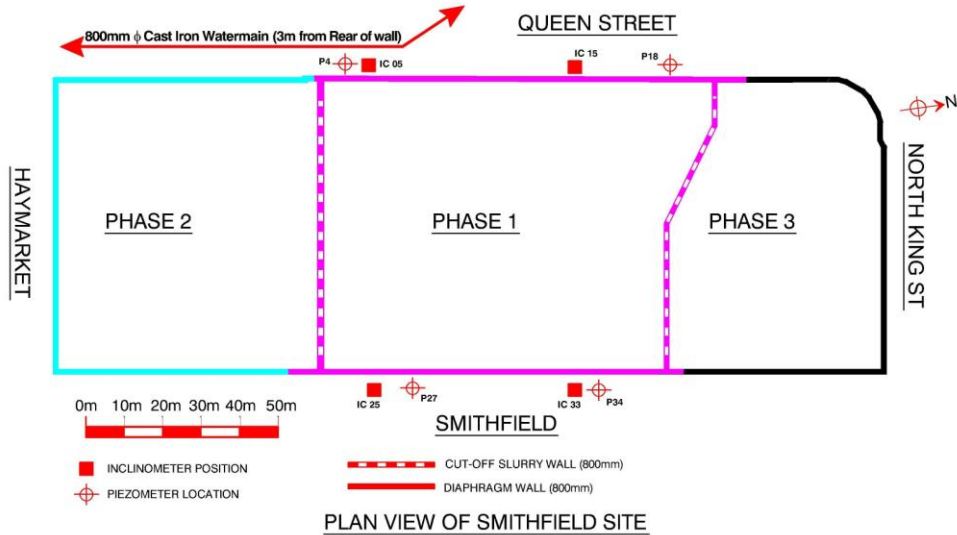 QUEEN STREET
800mm ϕ Cast Iron Watermain (3m from Rear of wall)
P4
IC 05
IC 15
P18
N
HAYMARKET
PHASE 2
PHASE 1
PHASE 3
NORTH KING ST
IC 25
P27
IC 33
P34
0m 10m 20m 30m 40m 50m
SMITHFIELD
INCLINOMETER POSITION
CUT-OFF SLURRY WALL (800mm)
PIEZOMETER LOCATION
DIAPHRAGM WALL (800mm)
PLAN VIEW OF SMITHFIELD SITE